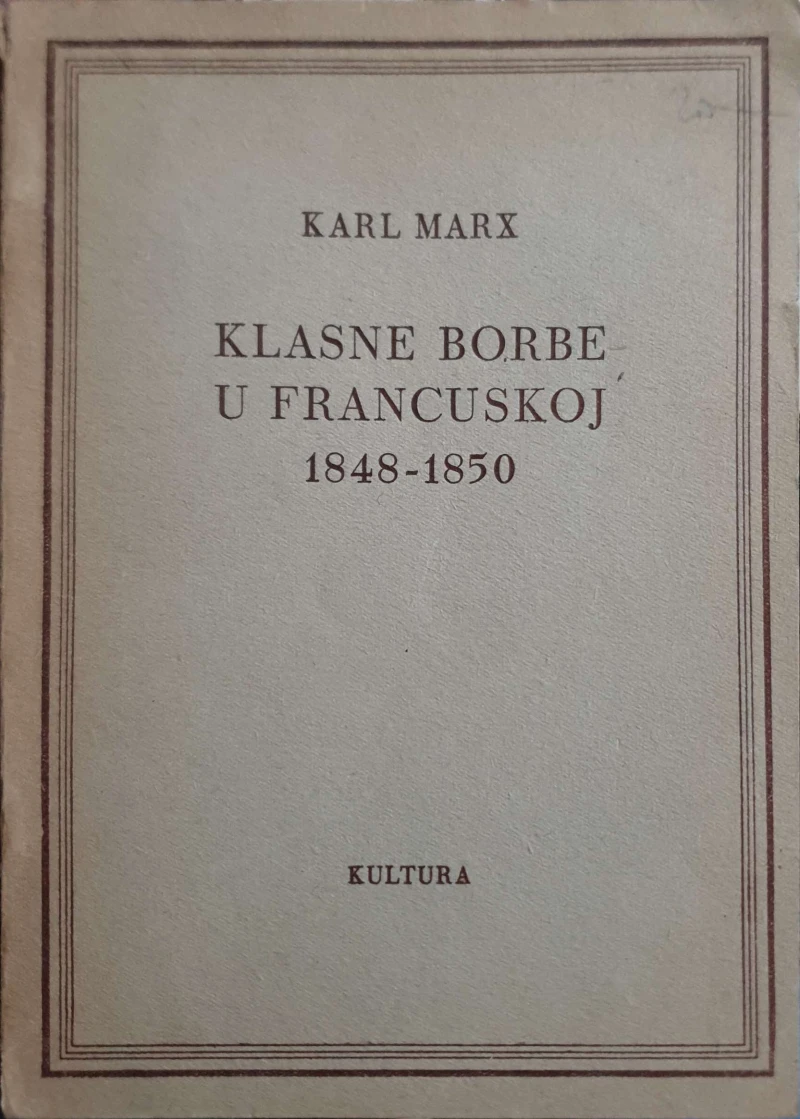 KARL MARX
KLASNE BORBE
U FRANCUSKOJ
1848-1850
KULTURA